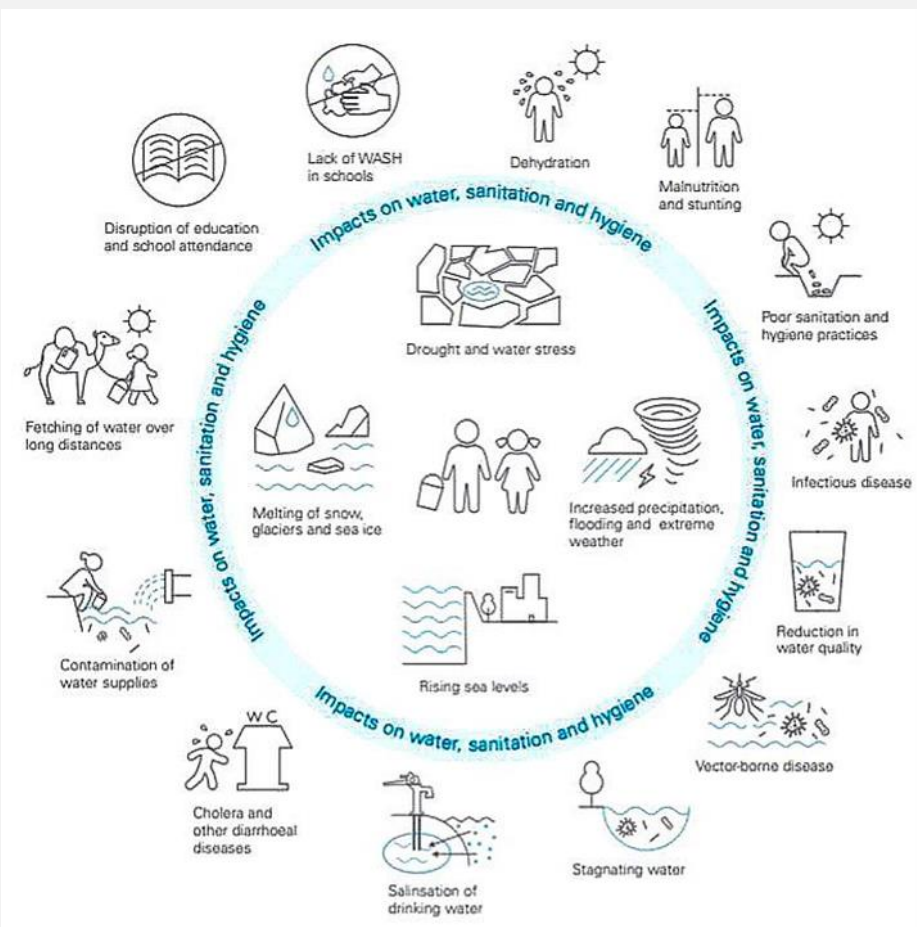 Lack of WASH
in schools
Dehydration
Malnutrition
and stunting
Disruption of education
and school attendance
Impacts on water, sanitation and hygiene
Poor sanitation and
hygiene practices
Impacts on water, sanitation and hygiene
Drought and water stress
Impacts on water, sanitation and hygiene
Fetching of water over
long distances
Infectious disease
Melting of snow,
glaciers and sea ice
Increased precipitation,
flooding and extreme
weather
Reduction in
water quality
Contamination of
water supplies
Rising sea levels
Impacts on water, sanitation and hygiene
WC
Vector-borne disease
Cholera and
other diarrhoeal
diseases
Stagnating water
Salinsation of
drinking water